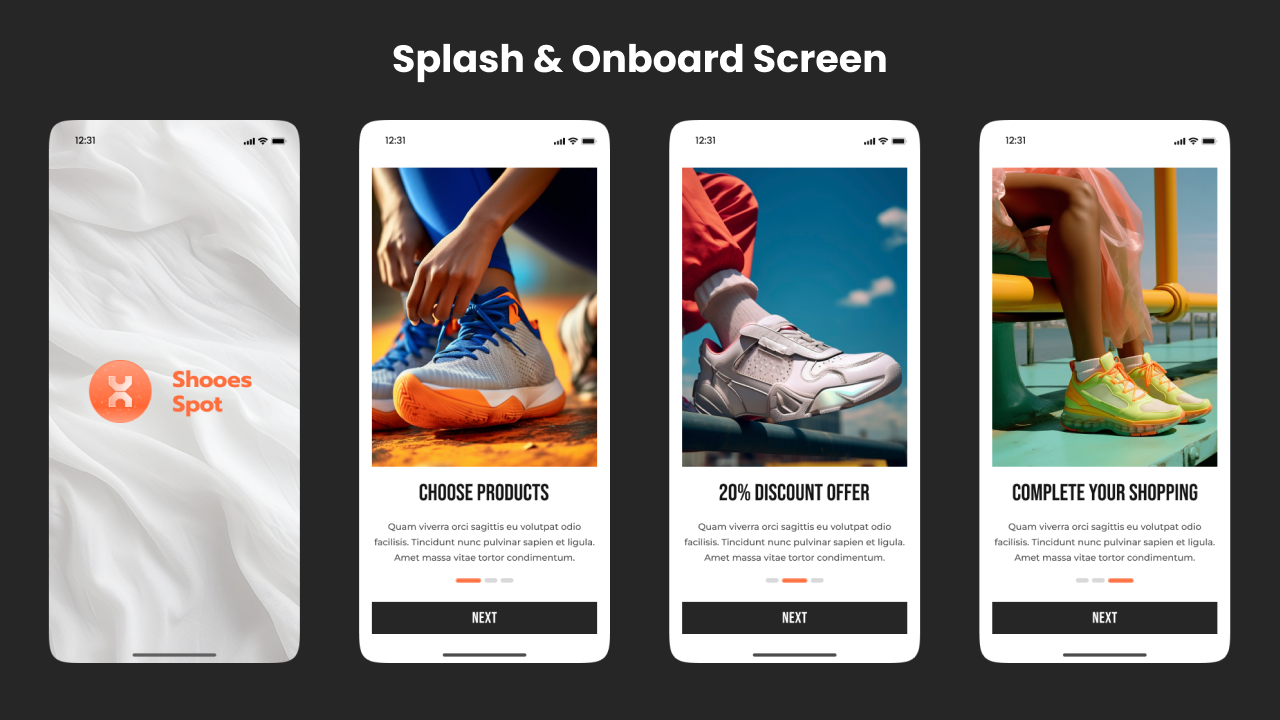 Splash & Onboard Screen
12:31
Shooes
Spot
12:31
CHOOSE PRODUCTS
Quam viverra orci sagittis eu volutpat odio
facilisis. Tincidunt nunc pulvinar sapien et ligula.
Amet massa vitae tortor condimentum.
NEXT
12:31
20% DISCOUNT OFFER
Quam viverra orci sagittis eu volutpat odio
facilisis. Tincidunt nunc pulvinar sapien et ligula.
Amet massa vitae tortor condimentum.
NEXT
12:31
COMPLETE YOUR SHOPPING
Quam viverra orci sagittis eu volutpat odio
facilisis. Tincidunt nunc pulvinar sapien et ligula.
Amet massa vitae tortor condimentum.
NEXT